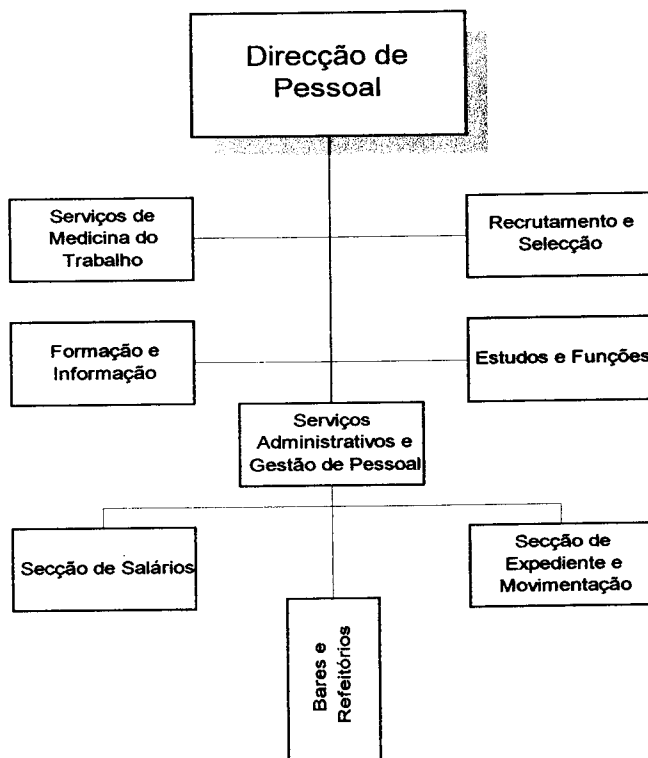 Direcção de
Pessoal
Serviços de
Medicina do
Trabalho
Recrutamento e
Selecção
Formação e
Informação
Estudos e Funções
Serviços
Administrativos e
Gestão de Pessoal
Secção de Salários
Secção de
Expediente e
Movimentação
Bares e
Refeitórios